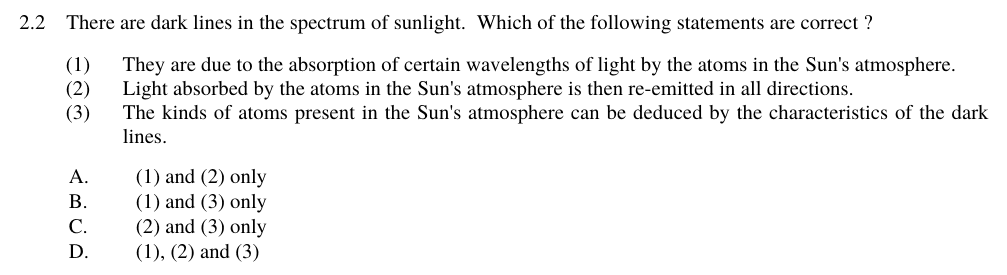 2.2 There are dark lines in the spectrum of sunlight. Which of the following statements are correct ?
(1) They are due to the absorption of certain wavelengths of light by the atoms in the Sun's atmosphere.
(2) Light absorbed by the atoms in the Sun's atmosphere is then re-emitted in all directions.
(3) The kinds of atoms present in the Sun's atmosphere can be deduced by the characteristics of the dark
lines.
A. (1) and (2) only
B. (1) and (3) only
C. (2) and (3) only
D. (1), (2) and (3)